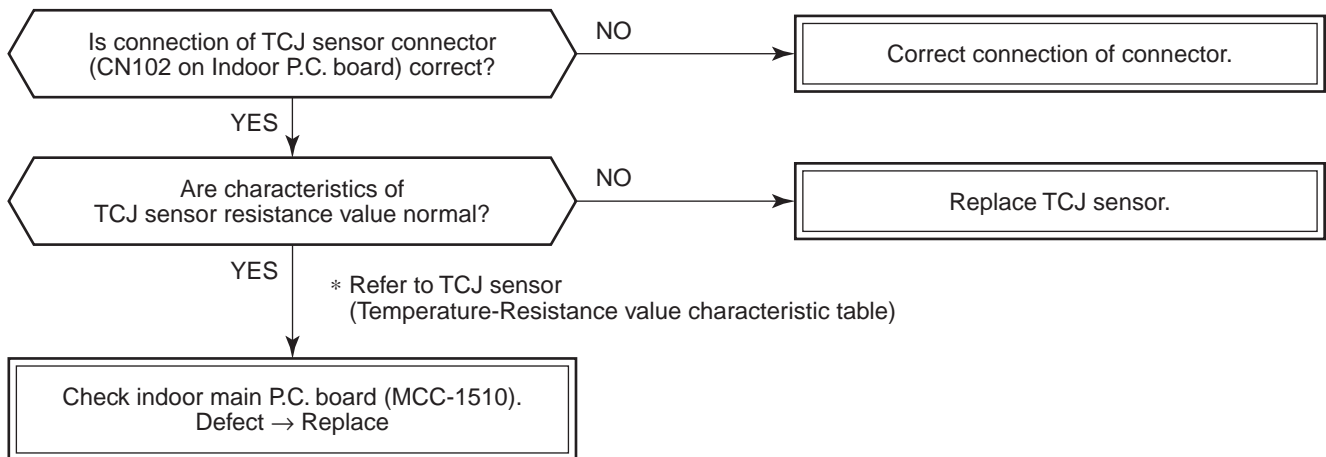 Is connection of TCJ sensor connector
(CN102 on Indoor P.C. board) correct?
NO
Correct connection of connector.
YES
Are characteristics of
TCJ sensor resistance value normal?
NO
Replace TCJ sensor.
YES
* Refer to TCJ sensor
(Temperature-Resistance value characteristic table)
Check indoor main P.C. board (MCC-1510).
Defect → Replace